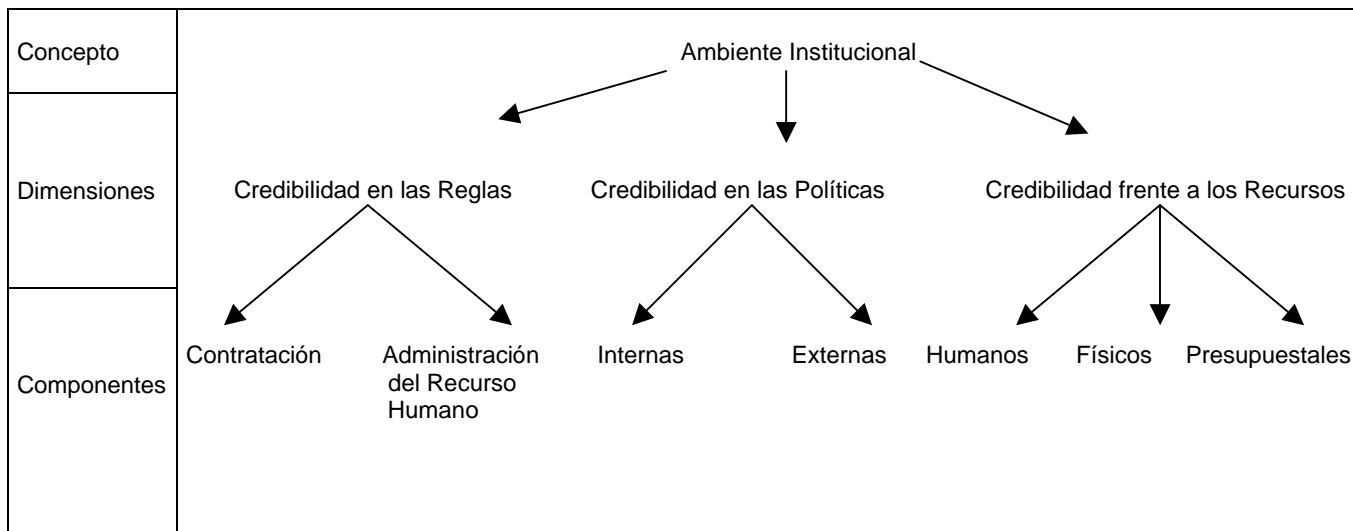 Concepto
Ambiente Institucional
Dimensiones
Credibilidad en las Reglas
Credibilidad en las Políticas
Credibilidad frente a los Recursos
Componentes
Contratación
Administración
del Recurso
Humano
Internas
Externas
Humanos
Físicos
Presupuestales